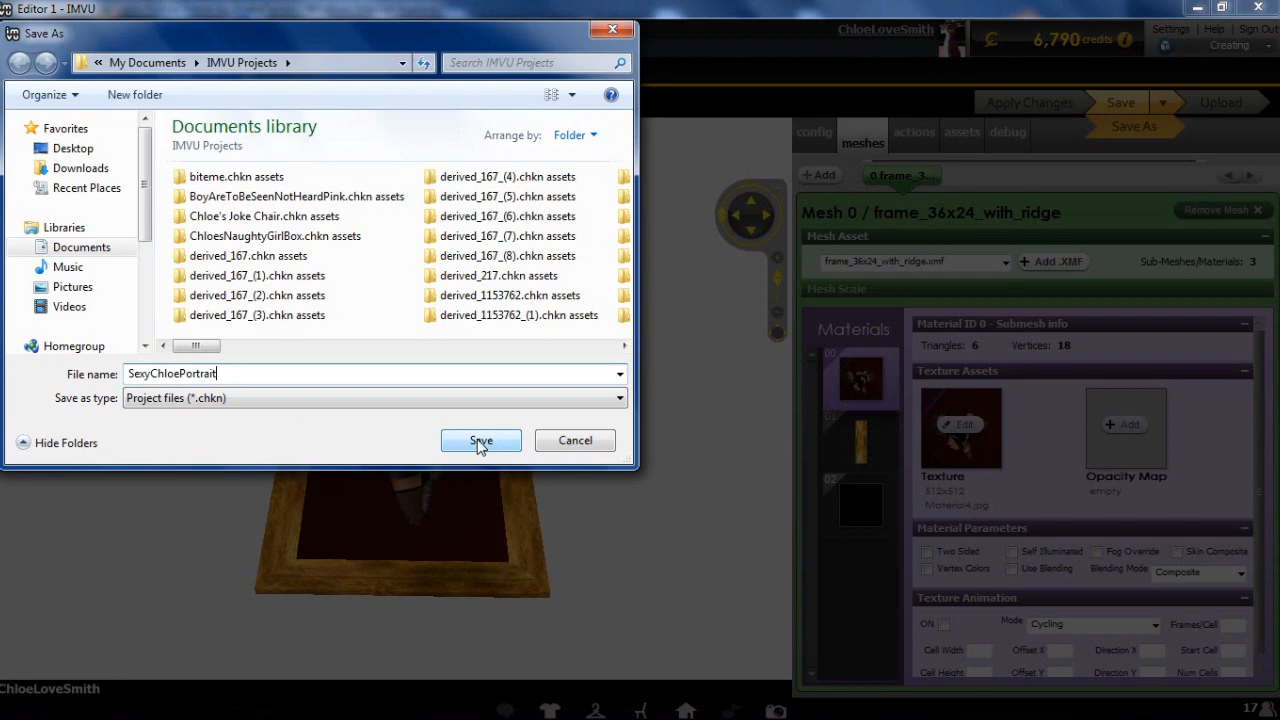 Editor 1 - IMVU
Save As
« My Documents ▸ IMVU Projects ▸
Search IMVU Projects
Organize
New folder
Favorites
Desktop
Downloads
Recent Places
Libraries
Documents
Music
Pictures
Videos
Homegroup
Documents library
IMVU Projects
Arrange by: Folder
biteme.chkn assets
BoyAreToBeSeenNotHeardPink.chkn assets
Chloe's Joke Chair.chkn assets
ChloesNaughtyGirlBox.chkn assets
derived_167.chkn assets
derived_167_(1).chkn assets
derived_167_(2).chkn assets
derived_167_(3).chkn assets
derived_167_(4).chkn assets
derived_167_(5).chkn assets
derived_167_(6).chkn assets
derived_167_(7).chkn assets
derived_167_(8).chkn assets
derived_217.chkn assets
derived_1153762.chkn assets
derived_1153762_(1).chkn assets
File name: SexyChloePortrait
Save as type: Project files (*.chkn)
Hide Folders
Save
Cancel
ChloeLoveSmith
6,790 credits
Settings Help Sign Out
Creating
Apply Changes
Save
Upload
Save As
config
meshes
actions
assets
debug
+ Add
0 frame_3...
Mesh 0 / frame_36x24_with_ridge
Remove Mesh X
Mesh Asset
frame_36x24_with_ridge.xmf
+ Add .XMF
Sub-Meshes/Materials: 3
Mesh Scale
Materials
00
01
02
Material ID 0 - Submesh info
Triangles: 6
Vertices: 18
Texture Assets
Edit
+ Add
Texture
512x512
Material4.jpg
Opacity Map
empty
Material Parameters
Two Sided
Self Illuminated
Fog Override
Skin Composite
Vertex Colors
Use Blending
Blending Mode
Composite
Texture Animation
ON
Mode
Cycling
Frames/Cell
Cell Width
Offset X
Direction X
Start Cell
Cell Height
Offset Y
Direction Y
Num Cells
ChloeLoveSmith
17